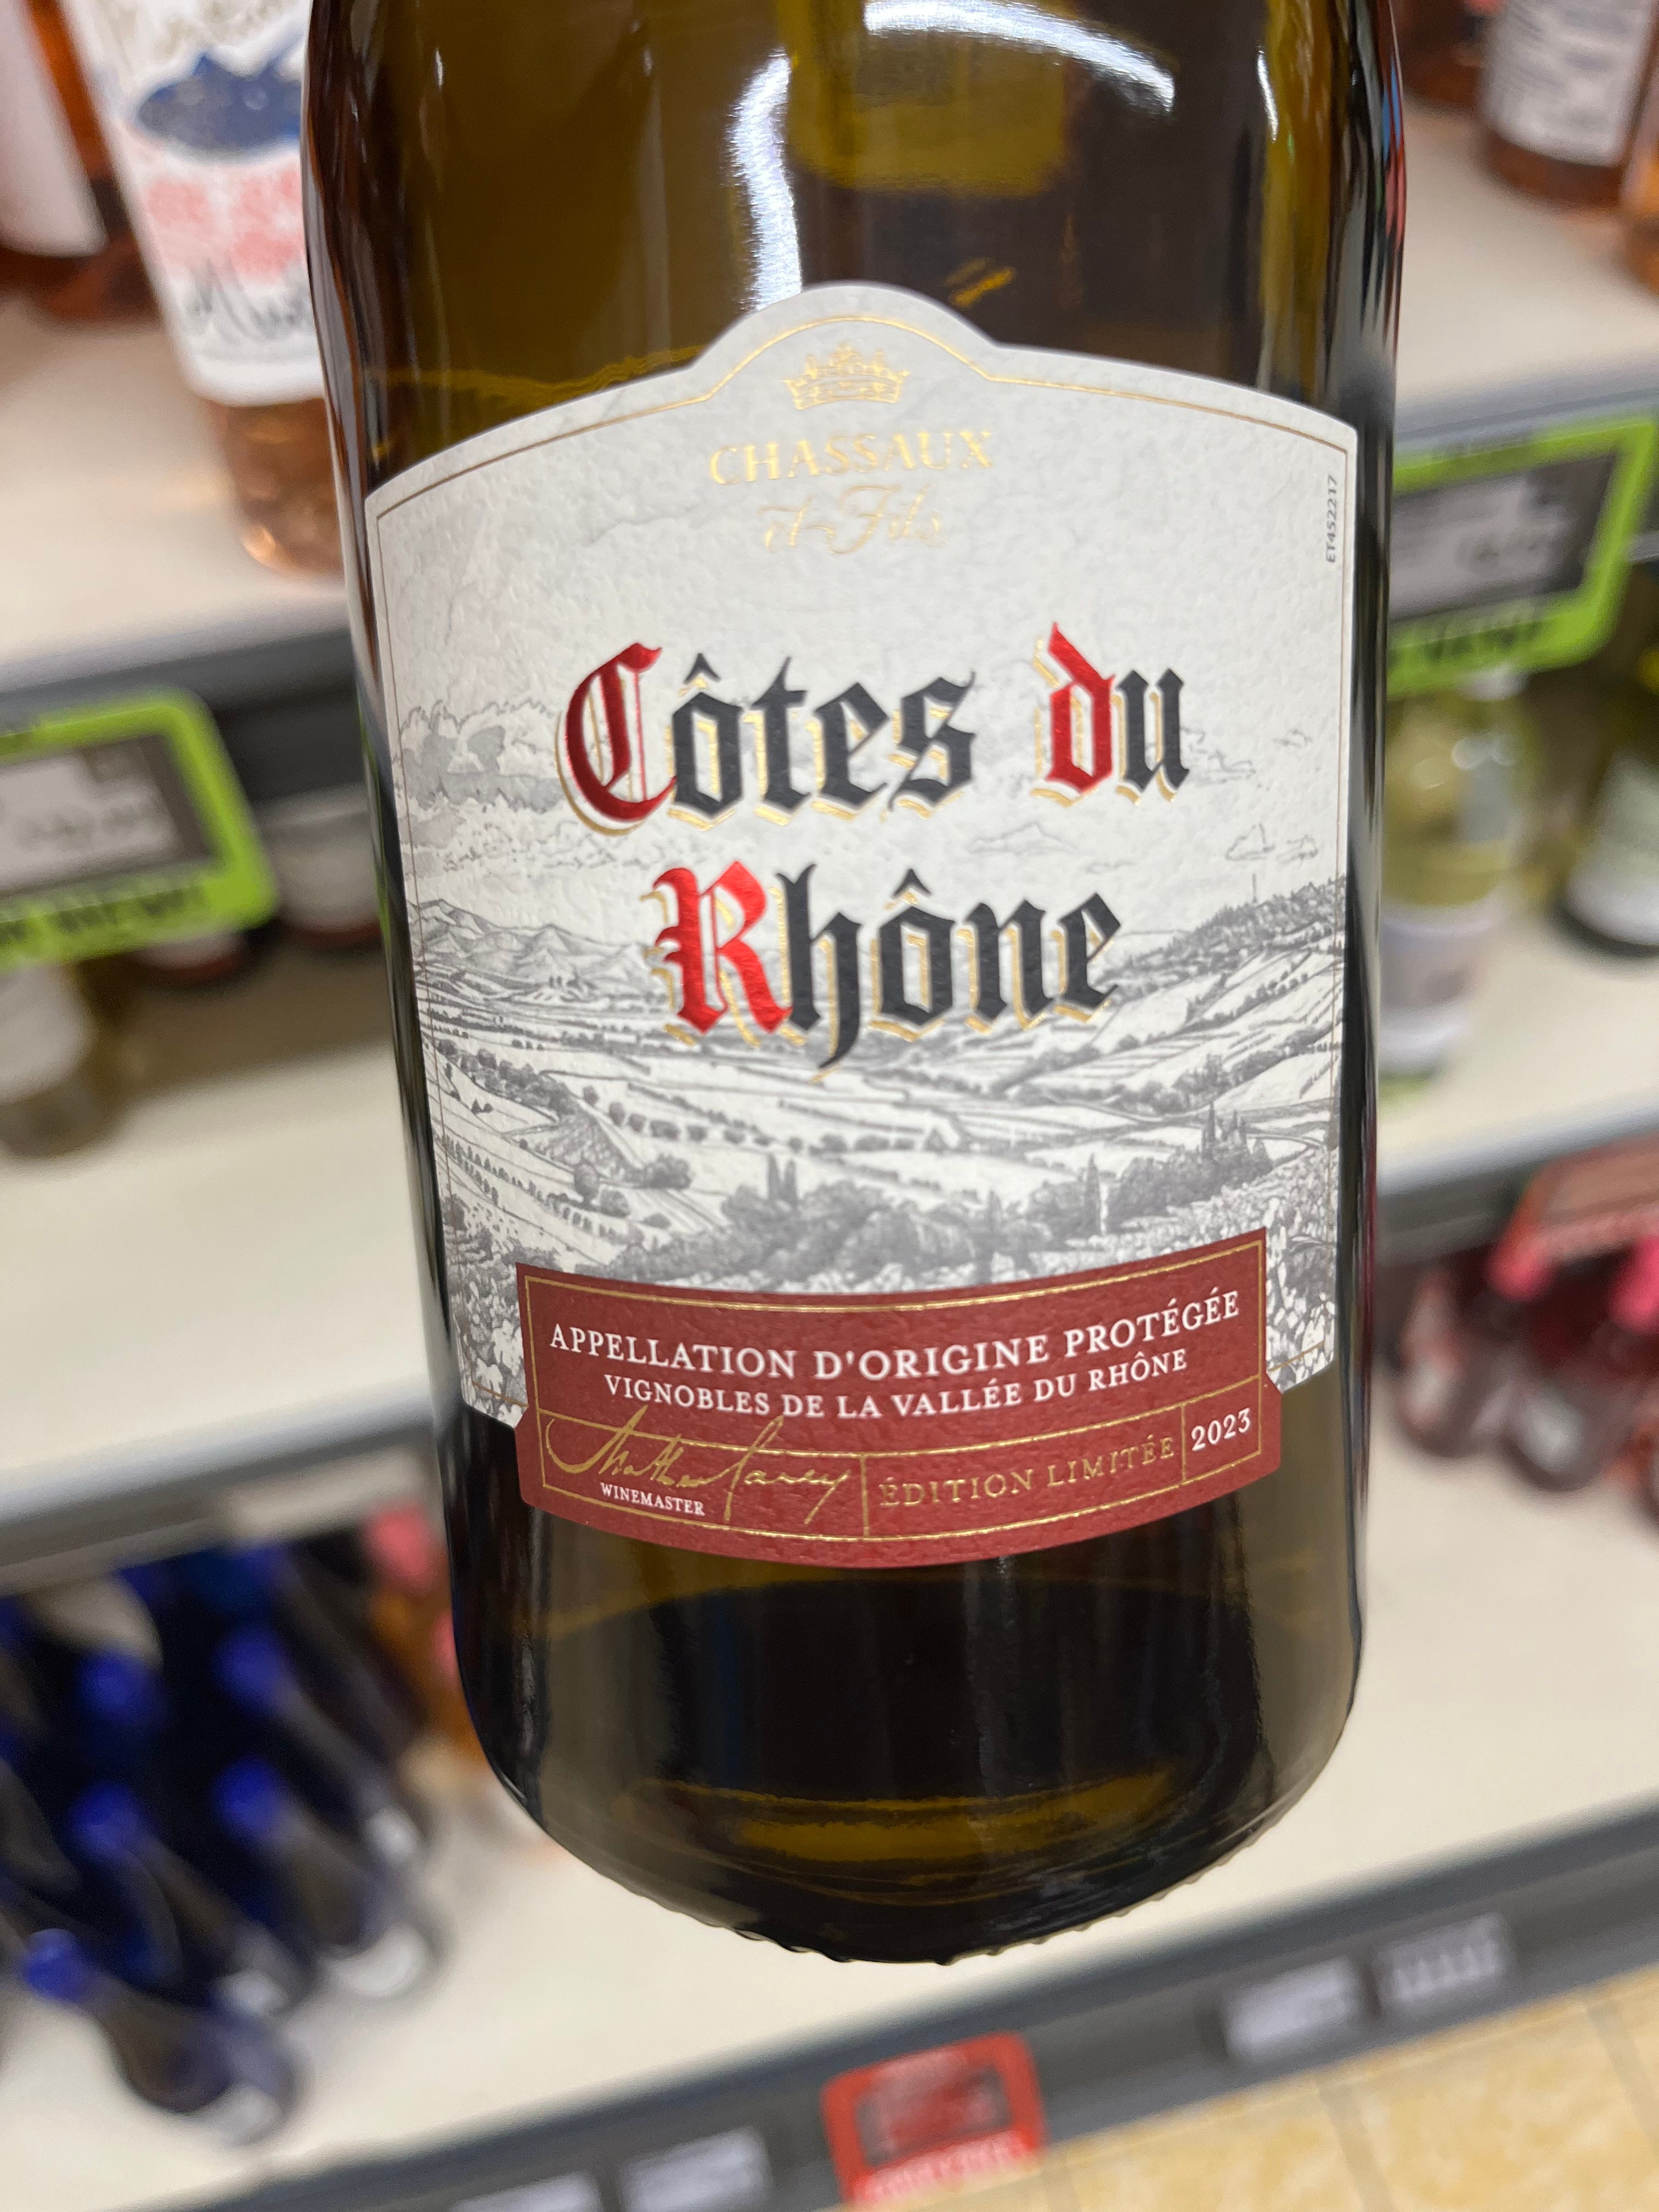 CHASSAUX
et Fils
ET452217
Côtes du
Rhône
APPELLATION D'ORIGINE PROTÉGÉE
VIGNOBLES DE LA VALLÉE DU RHÔNE
WINEMASTER
ÉDITION LIMITÉE
2023